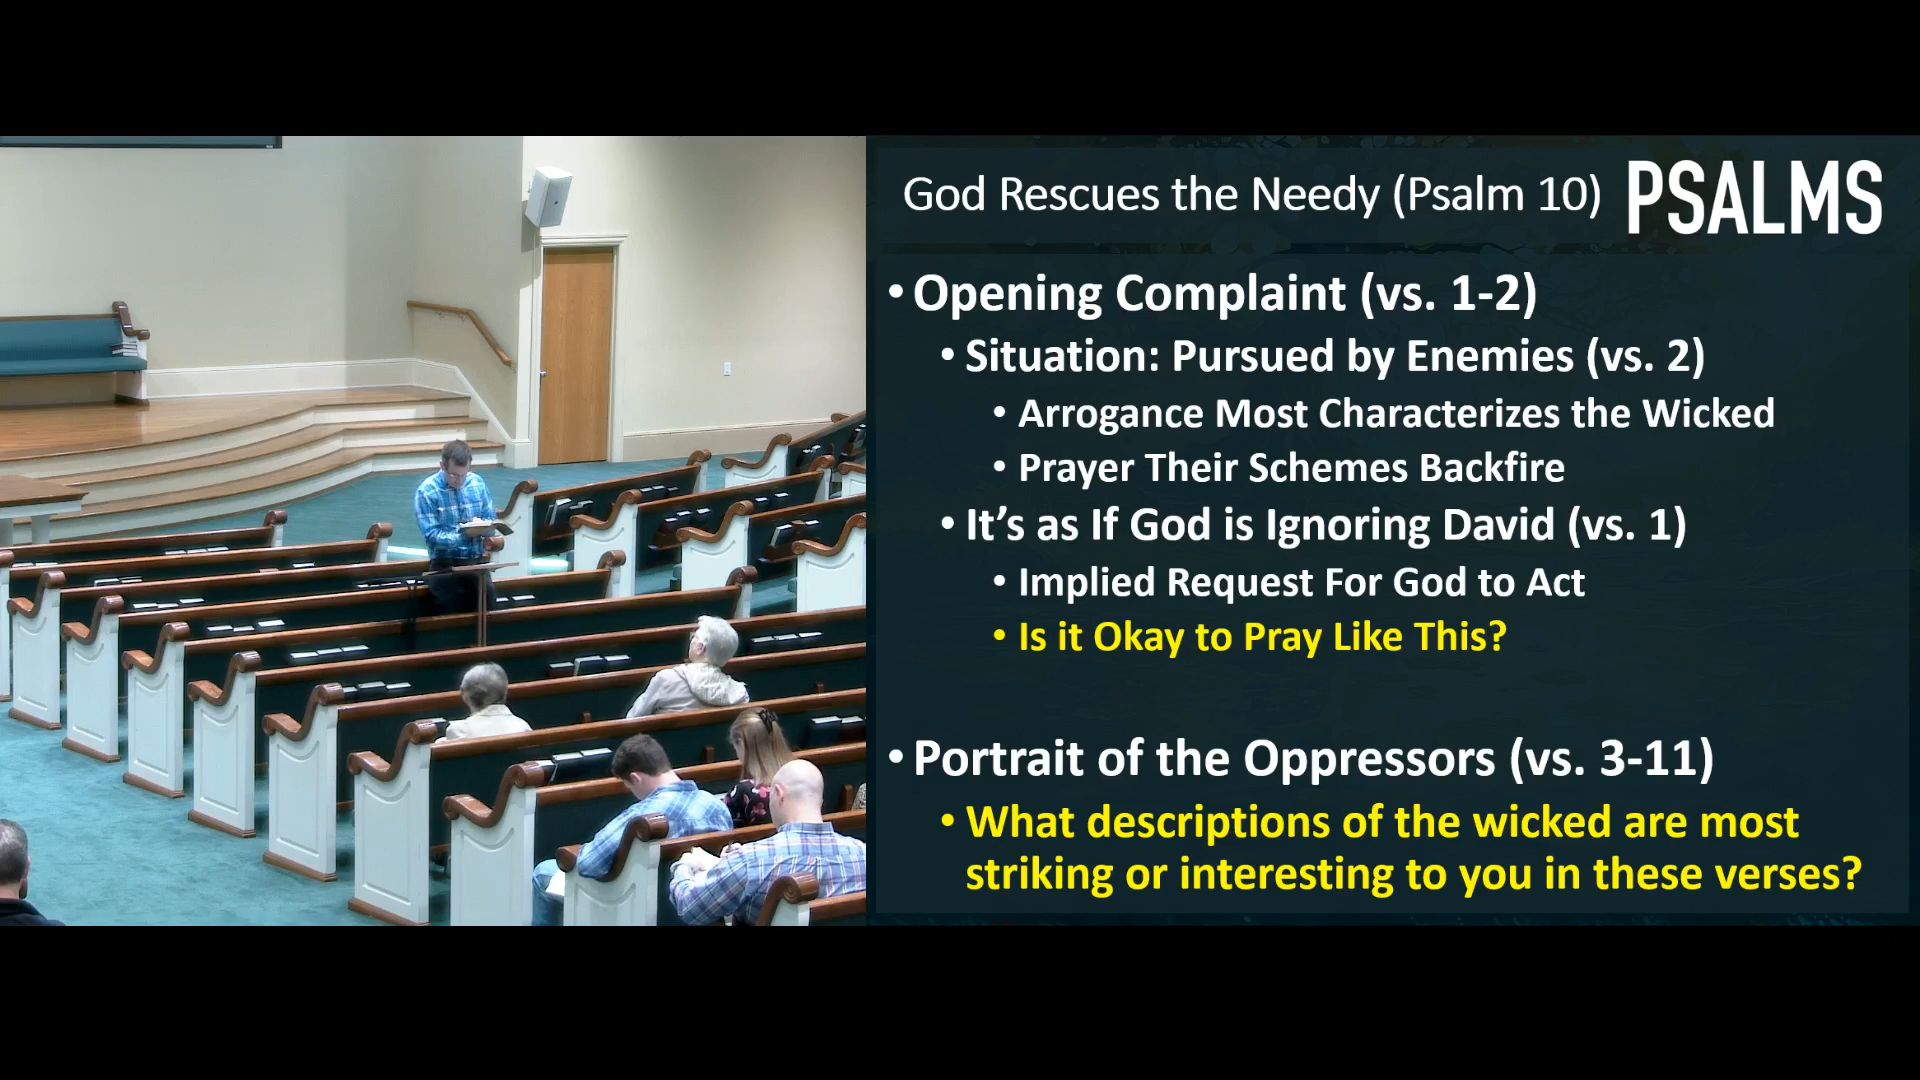 God Rescues the Needy (Psalm 10) PSALMS
• Opening Complaint (vs. 1-2)
• Situation: Pursued by Enemies (vs. 2)
• Arrogance Most Characterizes the Wicked
• Prayer Their Schemes Backfire
• It’s as If God is Ignoring David (vs. 1)
• Implied Request For God to Act
• Is it Okay to Pray Like This?
• Portrait of the Oppressors (vs. 3-11)
• What descriptions of the wicked are most
striking or interesting to you in these verses?